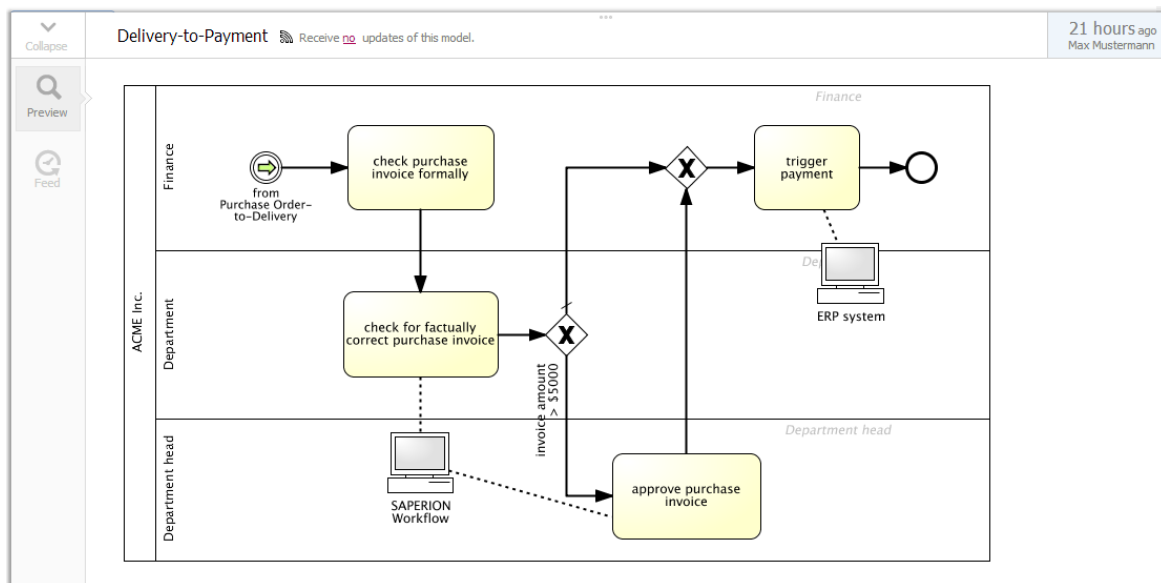 Collapse
Delivery-to-Payment
Receive no updates of this model.
21 hours ago
Max Mustermann
Preview
Feed
ACME Inc.
Finance
Finance
from
Purchase Order-
to-Delivery
check purchase
invoice formally
X
trigger
payment
Department
check for factually
correct purchase invoice
X
invoice amount
> $5000
ERP system
Department head
Department head
SAPERION
Workflow
approve purchase
invoice